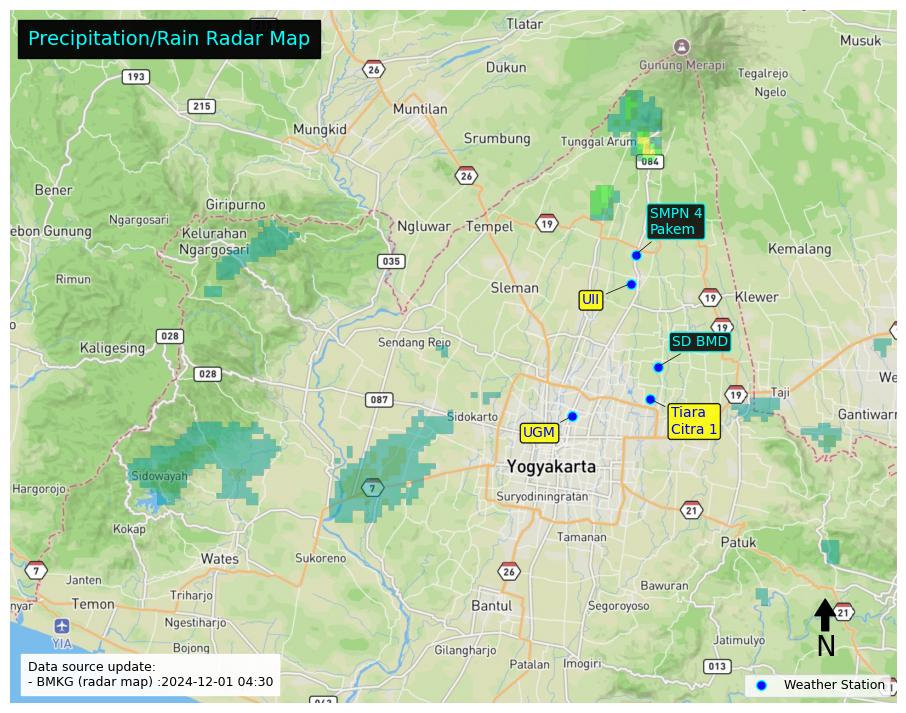 Precipitation/Rain Radar Map
Tlatar
Musuk
26
Dukun
Gunung Merapi
Tegalrejo
193
Ngelo
215
Muntilan
Mungkid
Srumbung
Tunggal Arum
084
26
Bener
Giripurno
SMPN 4
Pakem
Ngargosari
ebon Gunung
Kelurahan
Ngargosari
Ngluwar
Tempel
19
Kemalang
035
Rimun
Sleman
UII
19
Klewer
19
028
Kaligesing
Sendang Rejo
SD BMD
We
028
087
19
Taji
Sidokarto
Tiara
Citra 1
Gantiwarn
UGM
Yogyakarta
Sidowayah
Hargorojo
7
Suryodiningratan
21
Kokap
Tamanan
Patuk
Wates
Sukoreno
7
26
Janten
Bawuran
Triharjo
nyar
Temon
Bantul
Segoroyoso
21
YIA
Ngestiharjo
N
Bojong
Gilangharjo
Jatimulyo
Patalan
Imogiri
013
Data source update:
- BMKG (radar map) :2024-12-01 04:30
Weather Station